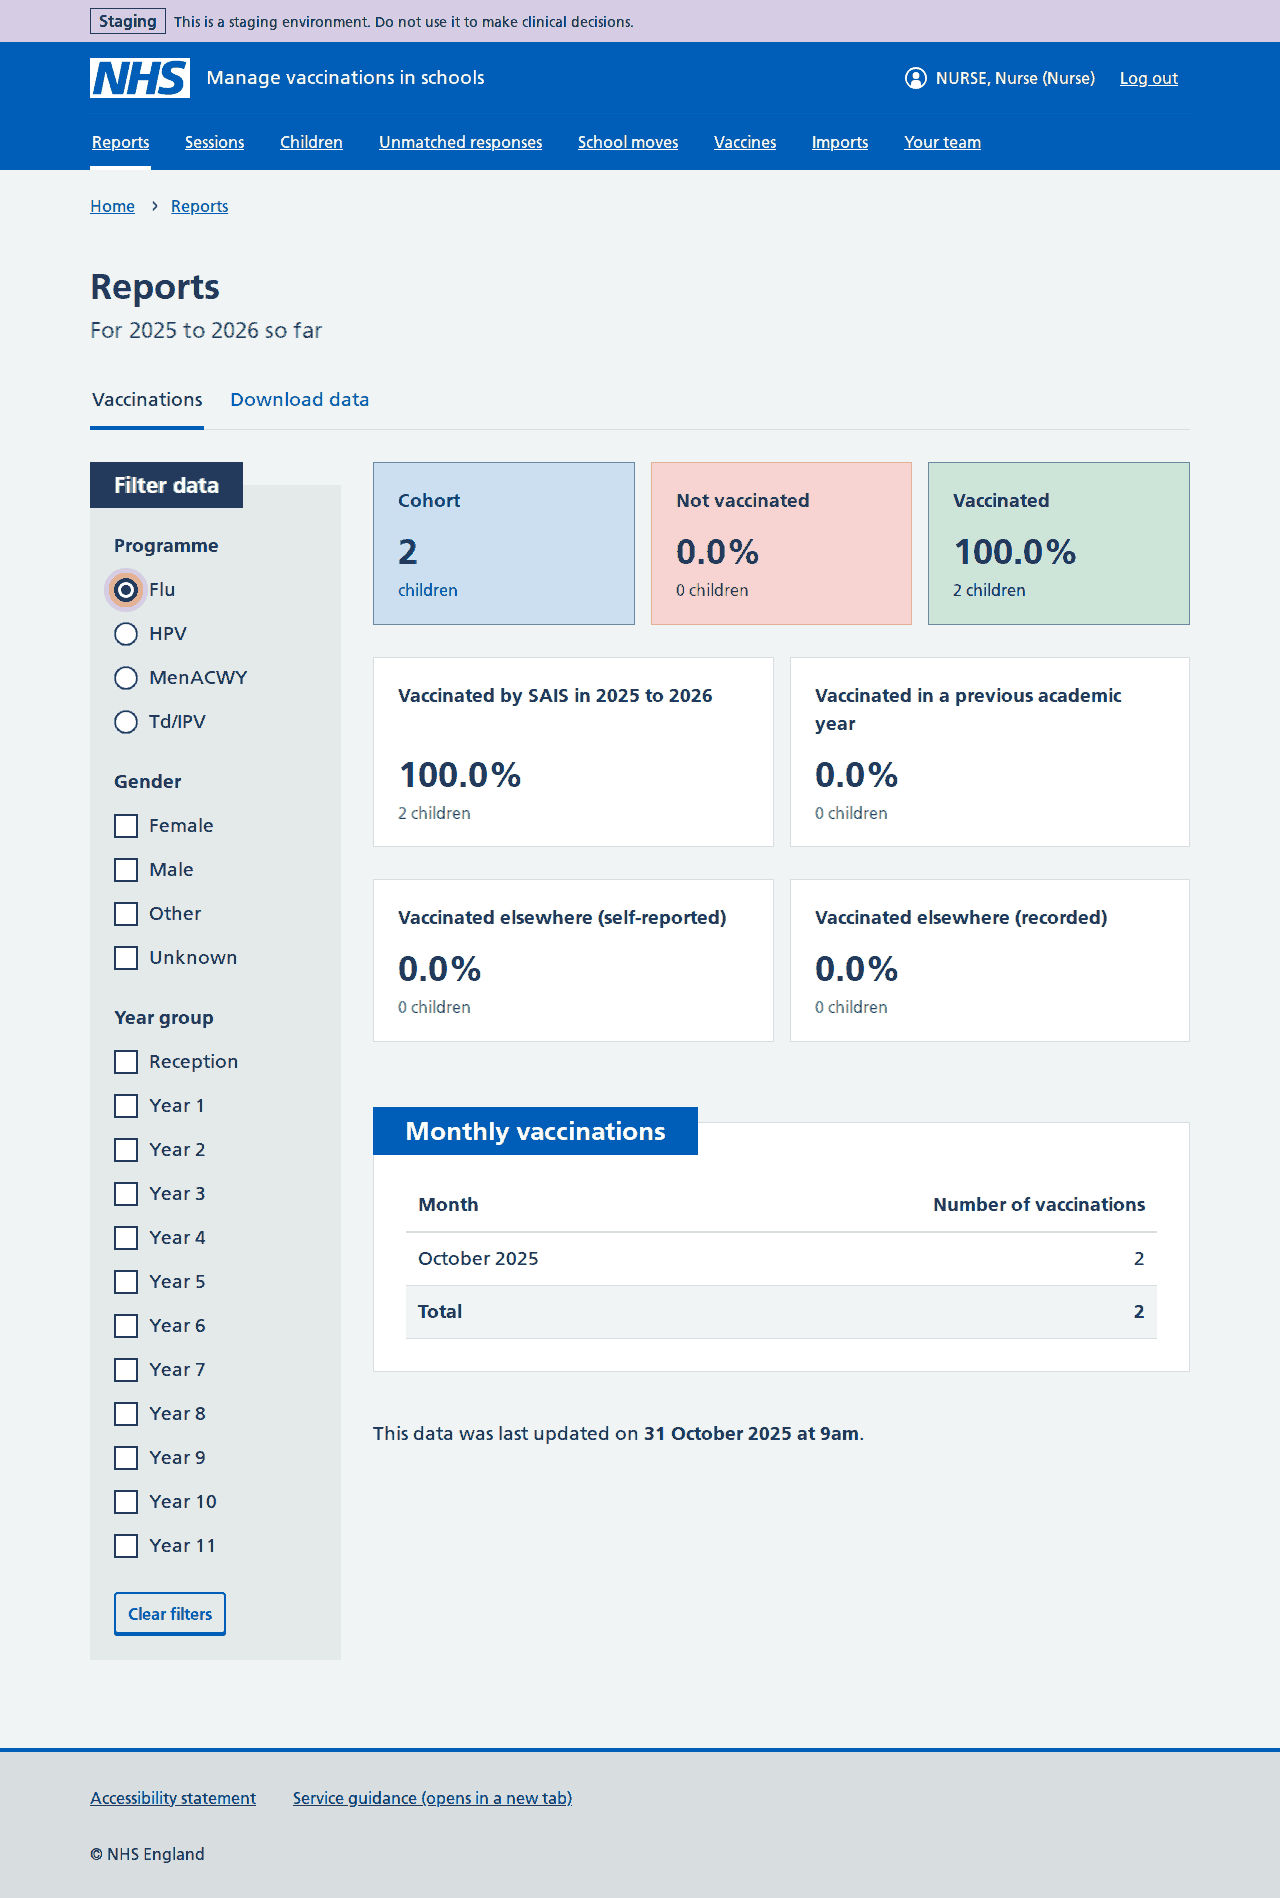 Staging This is a staging environment. Do not use it to make clinical decisions.
NHS Manage vaccinations in schools NURSE, Nurse (Nurse) Log out
Reports Sessions Children Unmatched responses School moves Vaccines Imports Your team
Home › Reports
Reports
For 2025 to 2026 so far
Vaccinations Download data
Filter data
Programme
Flu
HPV
MenACWY
Td/IPV
Gender
Female
Male
Other
Unknown
Year group
Reception
Year 1
Year 2
Year 3
Year 4
Year 5
Year 6
Year 7
Year 8
Year 9
Year 10
Year 11
Clear filters
Cohort
2
children
Not vaccinated
0.0%
0 children
Vaccinated
100.0%
2 children
Vaccinated by SAIS in 2025 to 2026
100.0%
2 children
Vaccinated in a previous academic
year
0.0%
0 children
Vaccinated elsewhere (self-reported)
0.0%
0 children
Vaccinated elsewhere (recorded)
0.0%
0 children
Monthly vaccinations
Month Number of vaccinations
October 2025 2
Total 2
This data was last updated on 31 October 2025 at 9am.
Accessibility statement Service guidance (opens in a new tab)
© NHS England